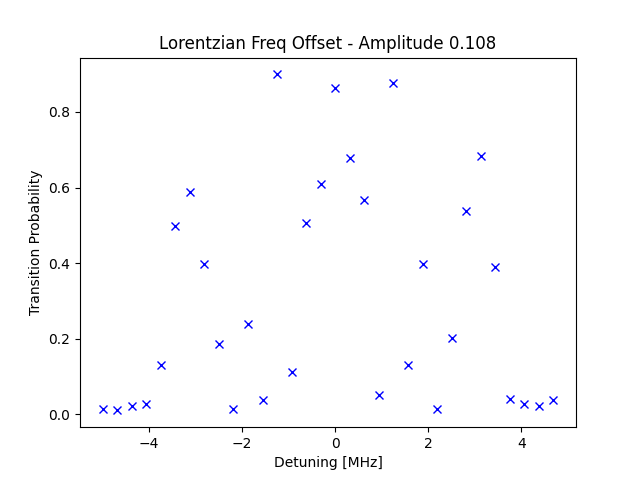 Lorentzian Freq Offset - Amplitude 0.108
Transition Probability
0.8
0.6
0.4
0.2
0.0
−4 −2 0 2 4
Detuning [MHz]